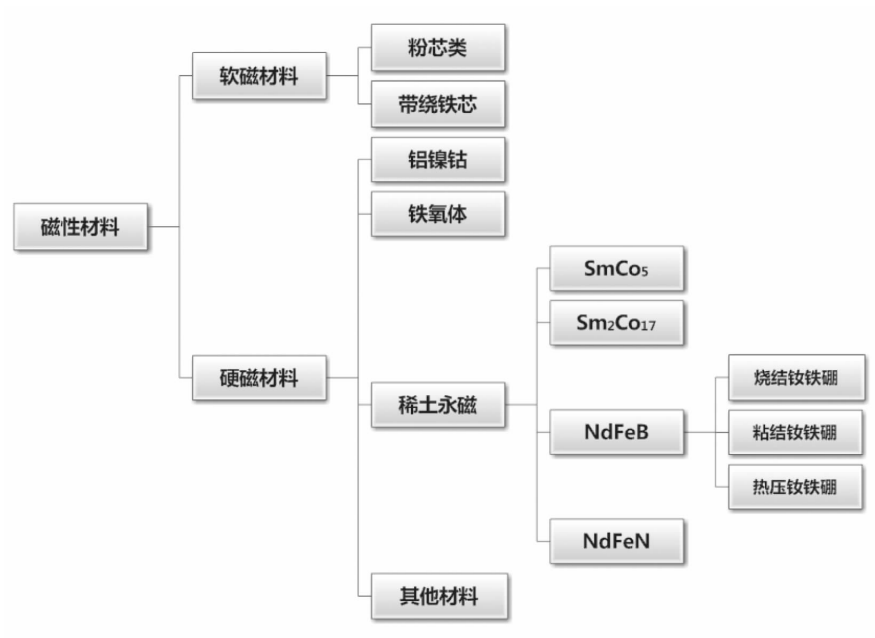 磁性材料
软磁材料
粉芯类
带绕铁芯
硬磁材料
铝镍钴
铁氧体
稀土永磁
SmCo₅
Sm₂Co₁₇
NdFeB
烧结钕铁硼
粘结钕铁硼
热压钕铁硼
NdFeN
其他材料